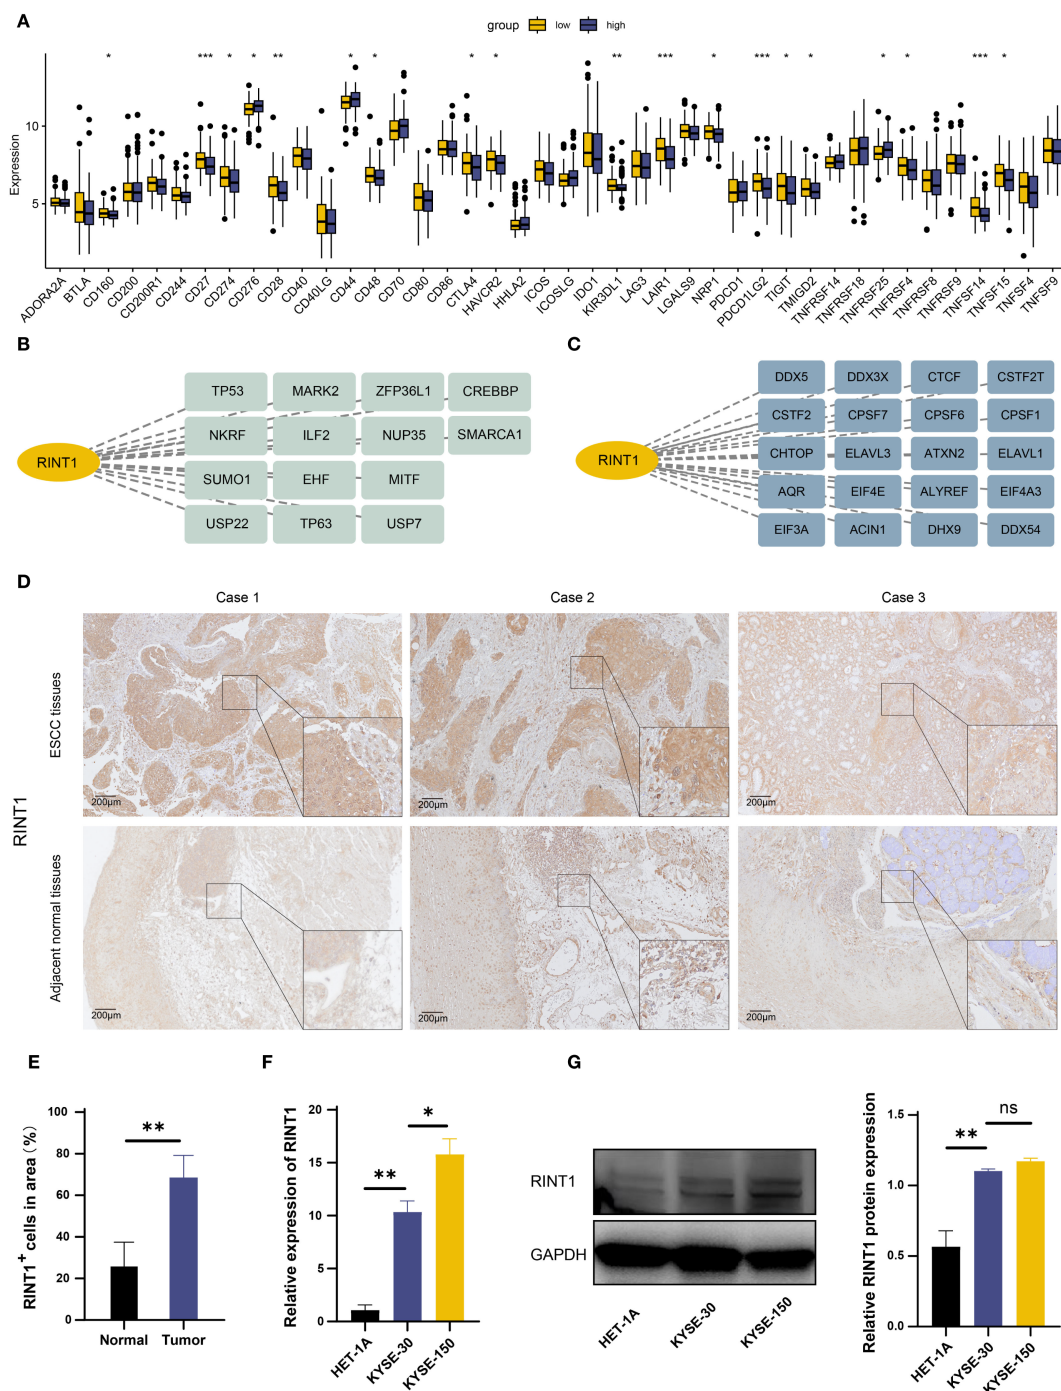 A
group low high
* *** * * ** * * * * ** *** * *** * * * * *** *
Expression
10
5
ADORA2A
BTLA
CD160
CD200
CD200R1
CD244
CD27
CD274
CD276
CD28
CD40
CD40LG
CD44
CD48
CD70
CD80
CD86
CTLA4
HAVCR2
HHLA2
ICOS
ICOSLG
IDO1
KIR3DL1
LAG3
LAIR1
LGALS9
NRP1
PDCD1
PDCD1LG2
TIGIT
TMIGD2
TNFRSF14
TNFRSF18
TNFRSF25
TNFRSF4
TNFRSF8
TNFRSF9
TNFSF14
TNFSF15
TNFSF4
TNFSF9
B
RINT1
TP53 MARK2 ZFP36L1 CREBBP
NKRF ILF2 NUP35 SMARCA1
SUMO1 EHF MITF
USP22 TP63 USP7
C
RINT1
DDX5 DDX3X CTCF CSTF2T
CSTF2 CPSF7 CPSF6 CPSF1
CHTOP ELAVL3 ATXN2 ELAVL1
AQR EIF4E ALYREF EIF4A3
EIF3A ACIN1 DHX9 DDX54
D
Case 1 Case 2 Case 3
RINT1
ESCC tissues
200μm 200μm 200μm
Adjacent normal tissues
200μm 200μm 200μm
E
RINT1+ cells in area (%)
100
80
60
40
20
0
**
Normal Tumor
F
Relative expression of RINT1
20
15
10
5
0
**
*
HET-1A
KYSE-30
KYSE-150
G
RINT1
GAPDH
HET-1A
KYSE-30
KYSE-150
Relative RINT1 protein expression
1.5
1.0
0.5
0.0
**
ns
HET-1A
KYSE-30
KYSE-150